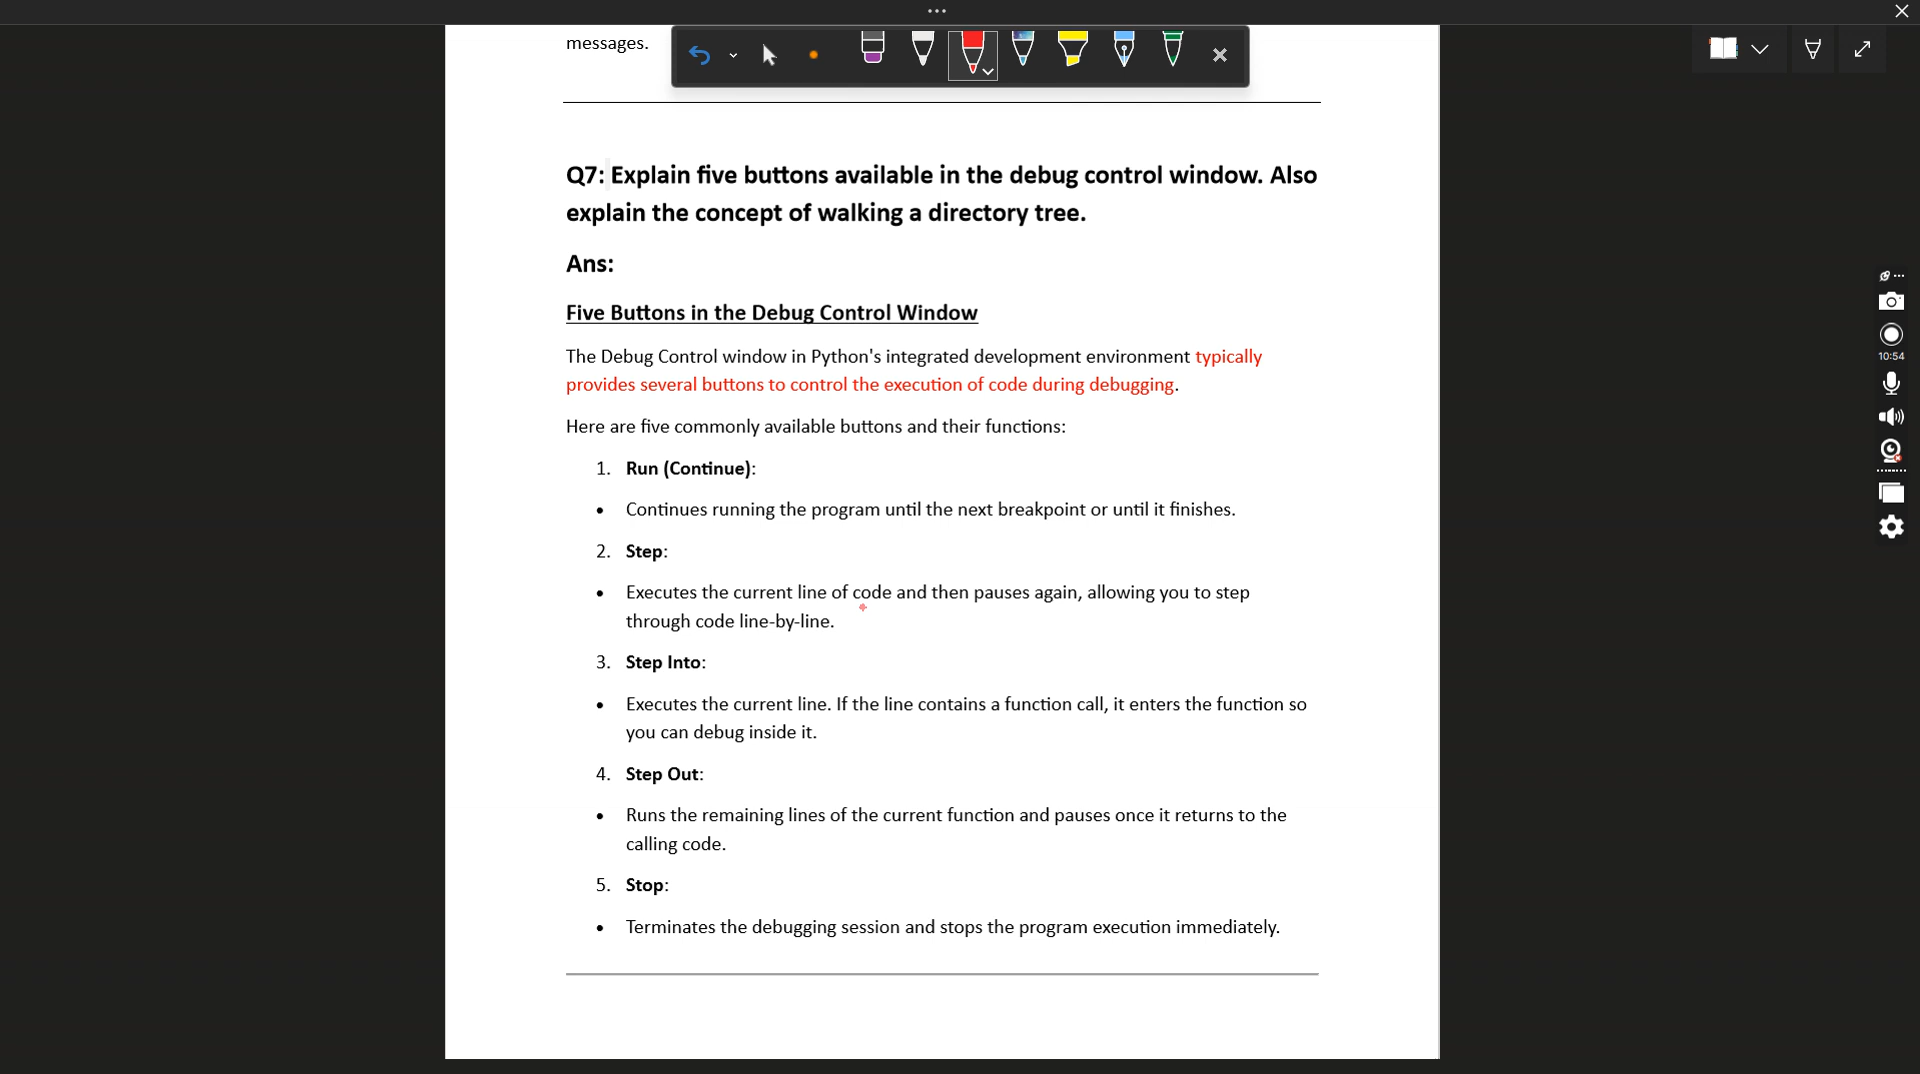 messages.
Q7: Explain five buttons available in the debug control window. Also
explain the concept of walking a directory tree.
Ans:
Five Buttons in the Debug Control Window
The Debug Control window in Python's integrated development environment typically
provides several buttons to control the execution of code during debugging.
Here are five commonly available buttons and their functions:
1. Run (Continue):
• Continues running the program until the next breakpoint or until it finishes.
2. Step:
• Executes the current line of code and then pauses again, allowing you to step
through code line-by-line.
3. Step Into:
• Executes the current line. If the line contains a function call, it enters the function so
you can debug inside it.
4. Step Out:
• Runs the remaining lines of the current function and pauses once it returns to the
calling code.
5. Stop:
• Terminates the debugging session and stops the program execution immediately.
10:54